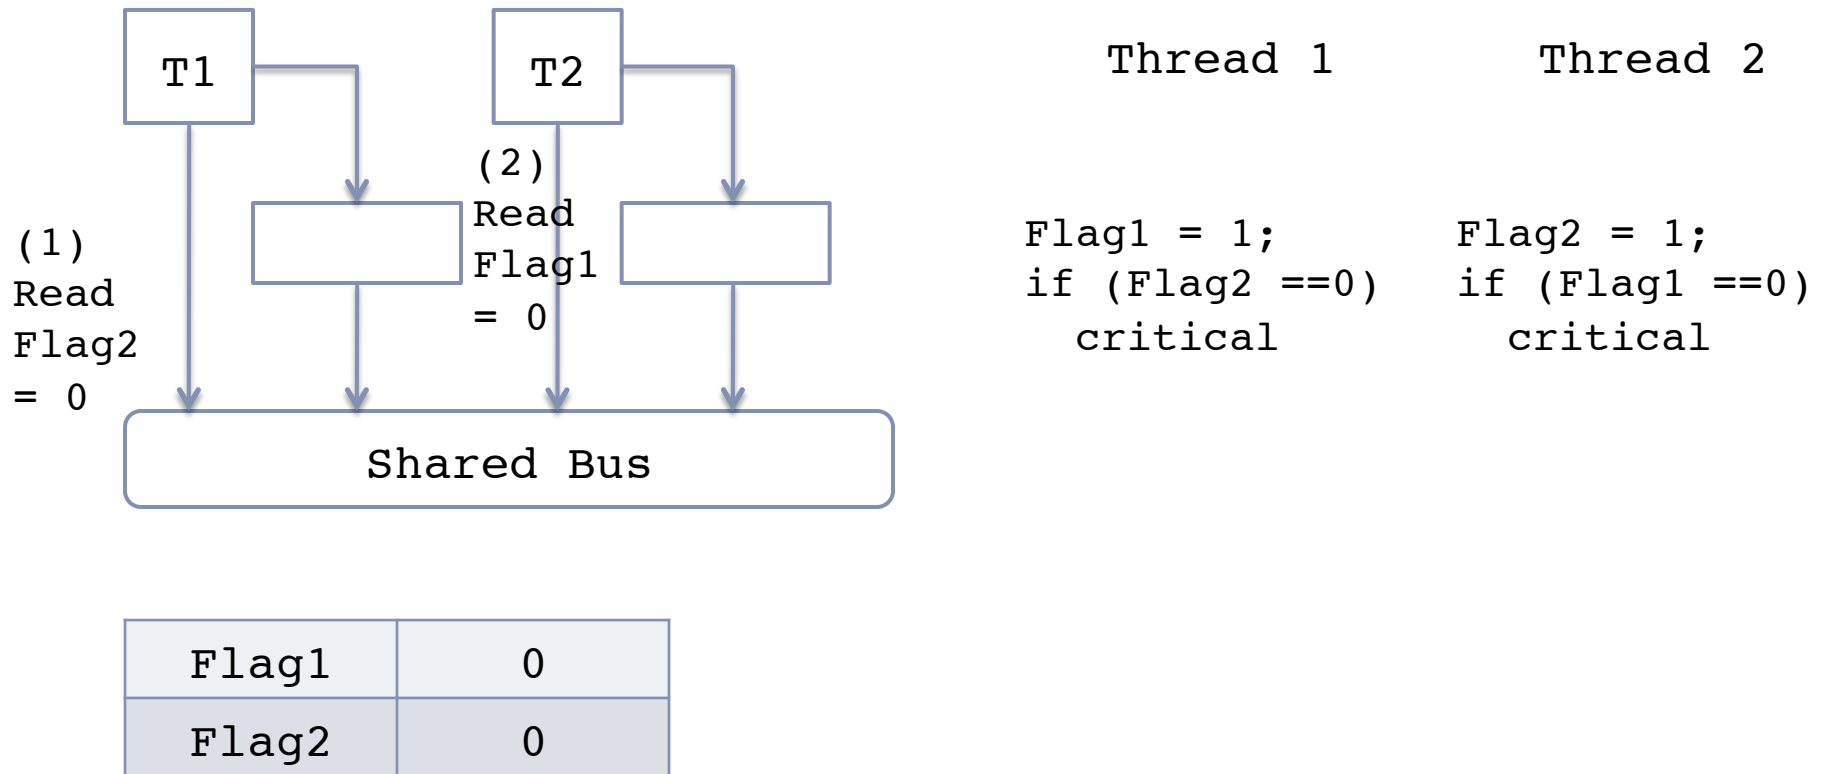 T1
T2
(1)
Read
Flag2
= 0
(2)
Read
Flag1
= 0
Shared Bus
Flag1 0
Flag2 0
Thread 1
Flag1 = 1;
if (Flag2 ==0)
critical
Thread 2
Flag2 = 1;
if (Flag1 ==0)
critical